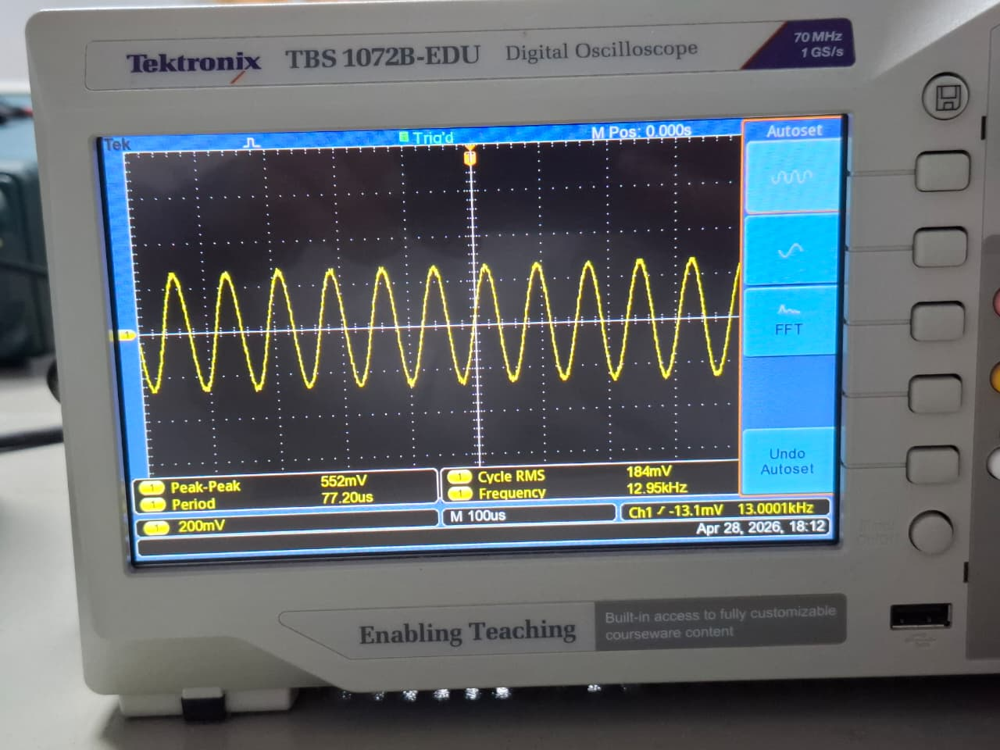 Tektronix TBS 1072B-EDU Digital Oscilloscope
70 MHz
1 GS/s
Tek Trig'd M Pos: 0.000s
T
Autoset
FFT
Undo
Autoset
1
1 Peak-Peak 552mV
1 Period 77.20us
1 Cycle RMS 184mV
1 Frequency 12.95kHz
1 200mV
M 100us
Ch1 -13.1mV 13.0001kHz
Apr 28, 2026, 18:12
Enabling Teaching
Built-in access to fully customizable
courseware content